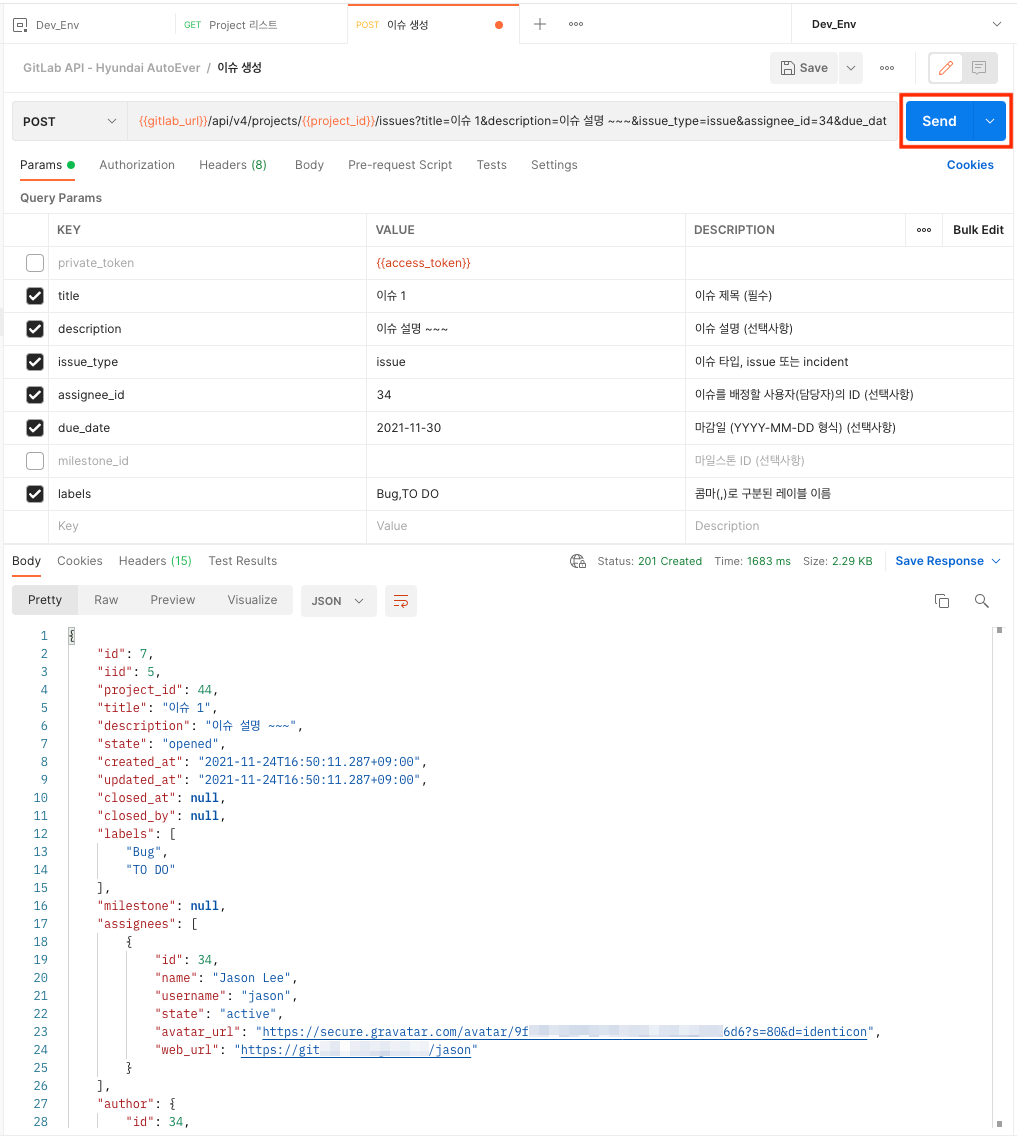 Dev_Env GET Project 리스트 POST 이슈 생성 Dev_Env
GitLab API - Hyundai AutoEver / 이슈 생성 Save
POST {{gitlab_url}}/api/v4/projects/{{project_id}}/issues?title=이슈 1&description=이슈 설명 ~~~&issue_type=issue&assignee_id=34&due_dat Send
Params Authorization Headers (8) Body Pre-request Script Tests Settings Cookies
Query Params
KEY VALUE DESCRIPTION Bulk Edit
private_token {{access_token}}
title 이슈 1 이슈 제목 (필수)
description 이슈 설명 ~~~ 이슈 설명 (선택사항)
issue_type issue 이슈 타입, issue 또는 incident
assignee_id 34 이슈를 배정할 사용자(담당자)의 ID (선택사항)
due_date 2021-11-30 마감일 (YYYY-MM-DD 형식) (선택사항)
milestone_id 마일스톤 ID (선택사항)
labels Bug,TO DO 콤마(,)로 구분된 레이블 이름
Key Value Description
Body Cookies Headers (15) Test Results Status: 201 Created Time: 1683 ms Size: 2.29 KB Save Response
Pretty Raw Preview Visualize JSON
1 {
2 "id": 7,
3 "iid": 5,
4 "project_id": 44,
5 "title": "이슈 1",
6 "description": "이슈 설명 ~~~",
7 "state": "opened",
8 "created_at": "2021-11-24T16:50:11.287+09:00",
9 "updated_at": "2021-11-24T16:50:11.287+09:00",
10 "closed_at": null,
11 "closed_by": null,
12 "labels": [
13 "Bug",
14 "TO DO"
15 ],
16 "milestone": null,
17 "assignees": [
18 {
19 "id": 34,
20 "name": "Jason Lee",
21 "username": "jason",
22 "state": "active",
23 "avatar_url": "https://secure.gravatar.com/avatar/9f 6d6?s=80&d=identicon",
24 "web_url": "https://git /jason"
25 }
26 ],
27 "author": {
28 "id": 34,